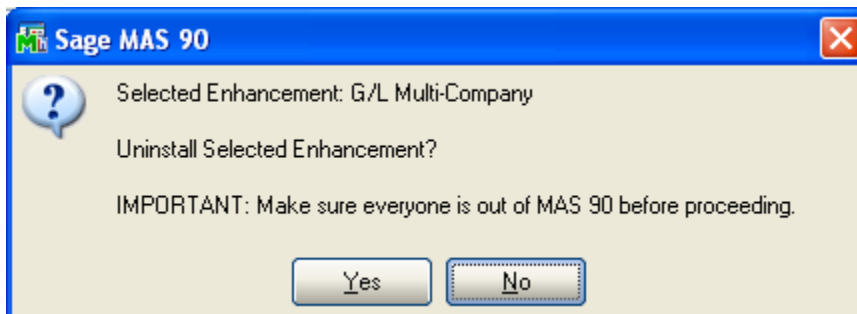 Sage MAS 90
Selected Enhancement: G/L Multi-Company
Uninstall Selected Enhancement?
IMPORTANT: Make sure everyone is out of MAS 90 before proceeding.
Yes No